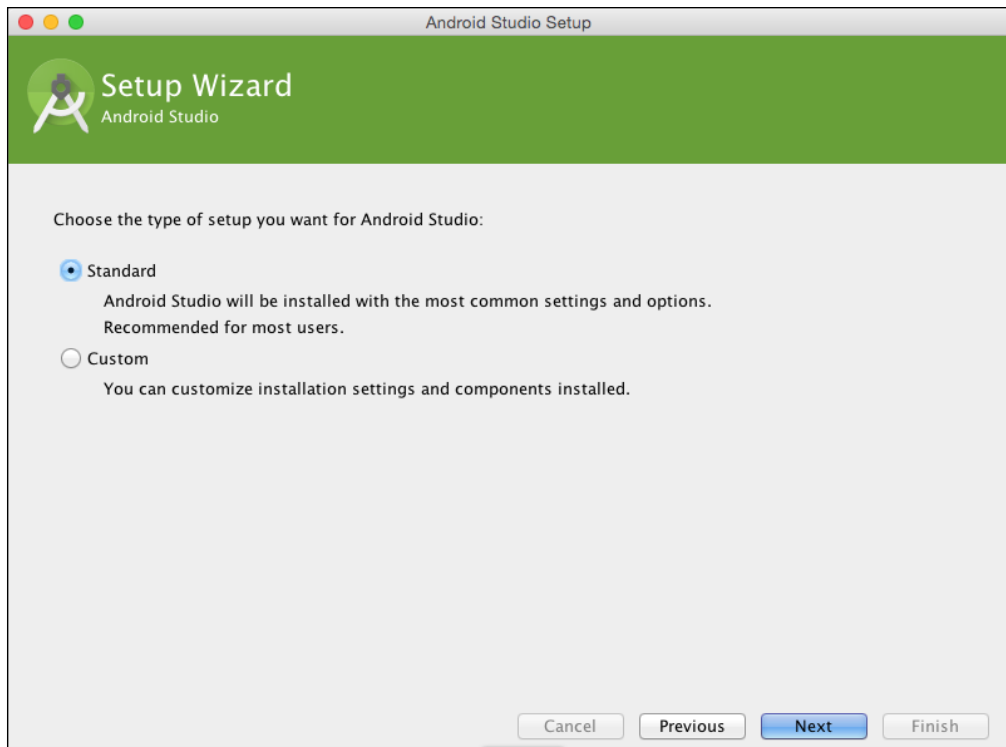 Android Studio Setup
Setup Wizard
Android Studio
Choose the type of setup you want for Android Studio:
Standard
Android Studio will be installed with the most common settings and options.
Recommended for most users.
Custom
You can customize installation settings and components installed.
Cancel Previous Next Finish